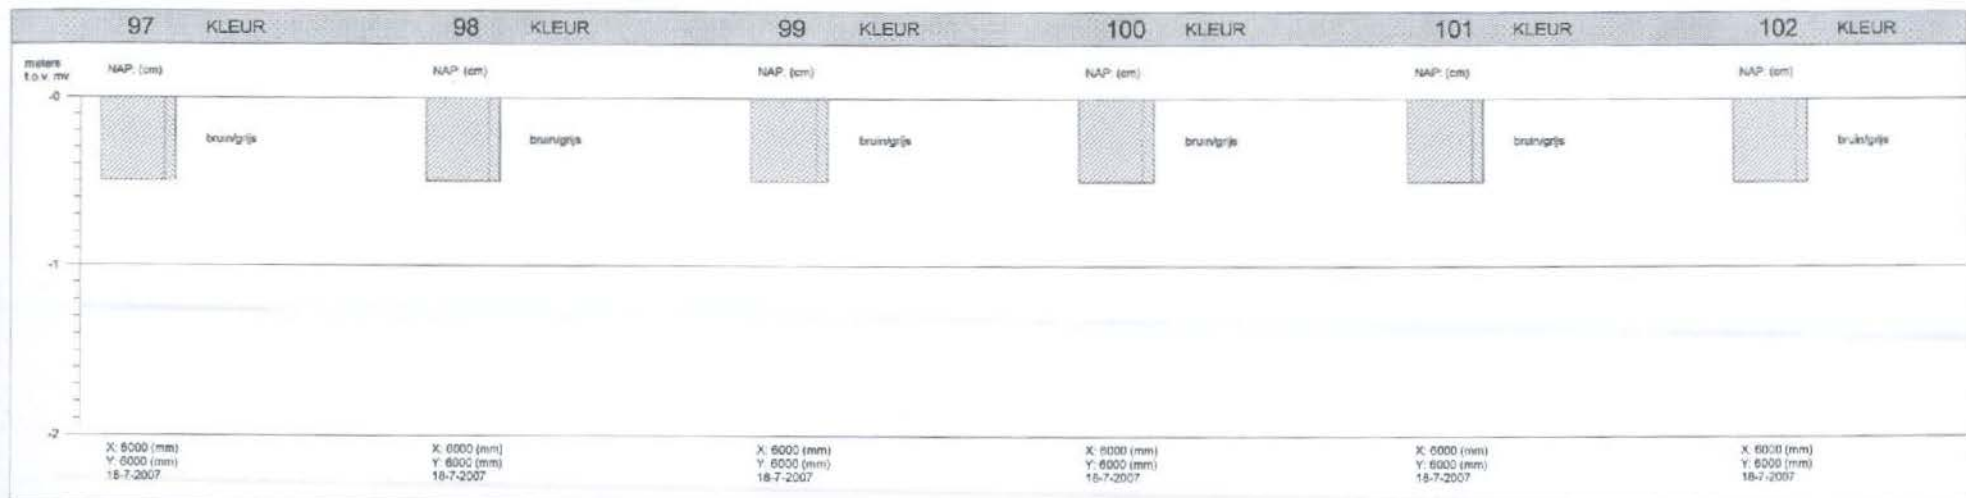 97 KLEUR 98 KLEUR 99 KLEUR 100 KLEUR 101 KLEUR 102 KLEUR
meters
t.o.v. mv
NAP: (cm) NAP: (cm) NAP: (cm) NAP: (cm) NAP: (cm) NAP: (cm)
-0
bruin/grijs bruin/grijs bruin/grijs bruin/grijs bruin/grijs bruin/grijs
-1
-2
X: 6000 (mm) X: 6000 (mm) X: 6000 (mm) X: 6000 (mm) X: 6000 (mm) X: 6000 (mm)
Y: 6000 (mm) Y: 6000 (mm) Y: 6000 (mm) Y: 6000 (mm) Y: 6000 (mm) Y: 6000 (mm)
18-7-2007 18-7-2007 18-7-2007 18-7-2007 18-7-2007 18-7-2007